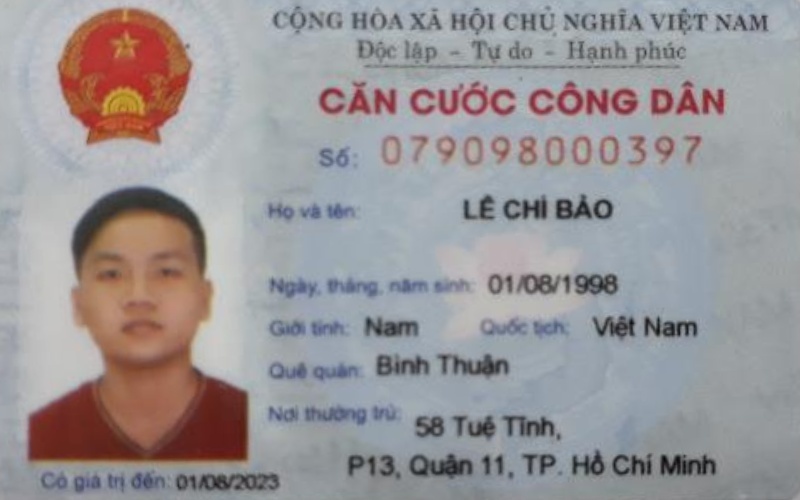 CỘNG HÒA XÃ HỘI CHỦ NGHĨA VIỆT NAM
Độc lập - Tự do - Hạnh phúc
CĂN CƯỚC CÔNG DÂN
Số: 079098000397
Họ và tên: LÊ CHÍ BẢO
Ngày, tháng, năm sinh: 01/08/1998
Giới tính: Nam Quốc tịch: Việt Nam
Quê quán: Bình Thuận
Nơi thường trú: 58 Tuệ Tĩnh,
P13, Quận 11, TP. Hồ Chí Minh
Có giá trị đến: 01/08/2023